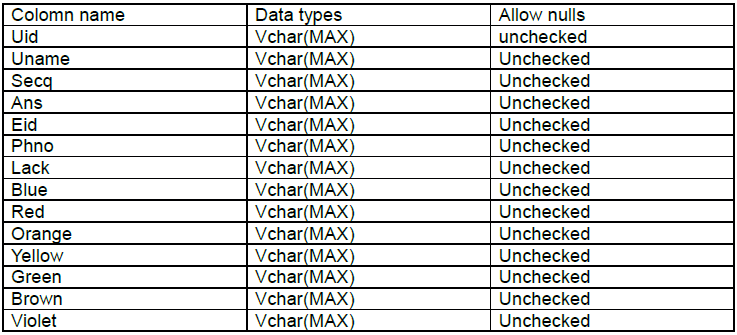 Colomn name Data types Allow nulls
Uid Vchar(MAX) unchecked
Uname Vchar(MAX) Unchecked
Secq Vchar(MAX) Unchecked
Ans Vchar(MAX) Unchecked
Eid Vchar(MAX) Unchecked
Phno Vchar(MAX) Unchecked
Lack Vchar(MAX) Unchecked
Blue Vchar(MAX) Unchecked
Red Vchar(MAX) Unchecked
Orange Vchar(MAX) Unchecked
Yellow Vchar(MAX) Unchecked
Green Vchar(MAX) Unchecked
Brown Vchar(MAX) Unchecked
Violet Vchar(MAX) Unchecked